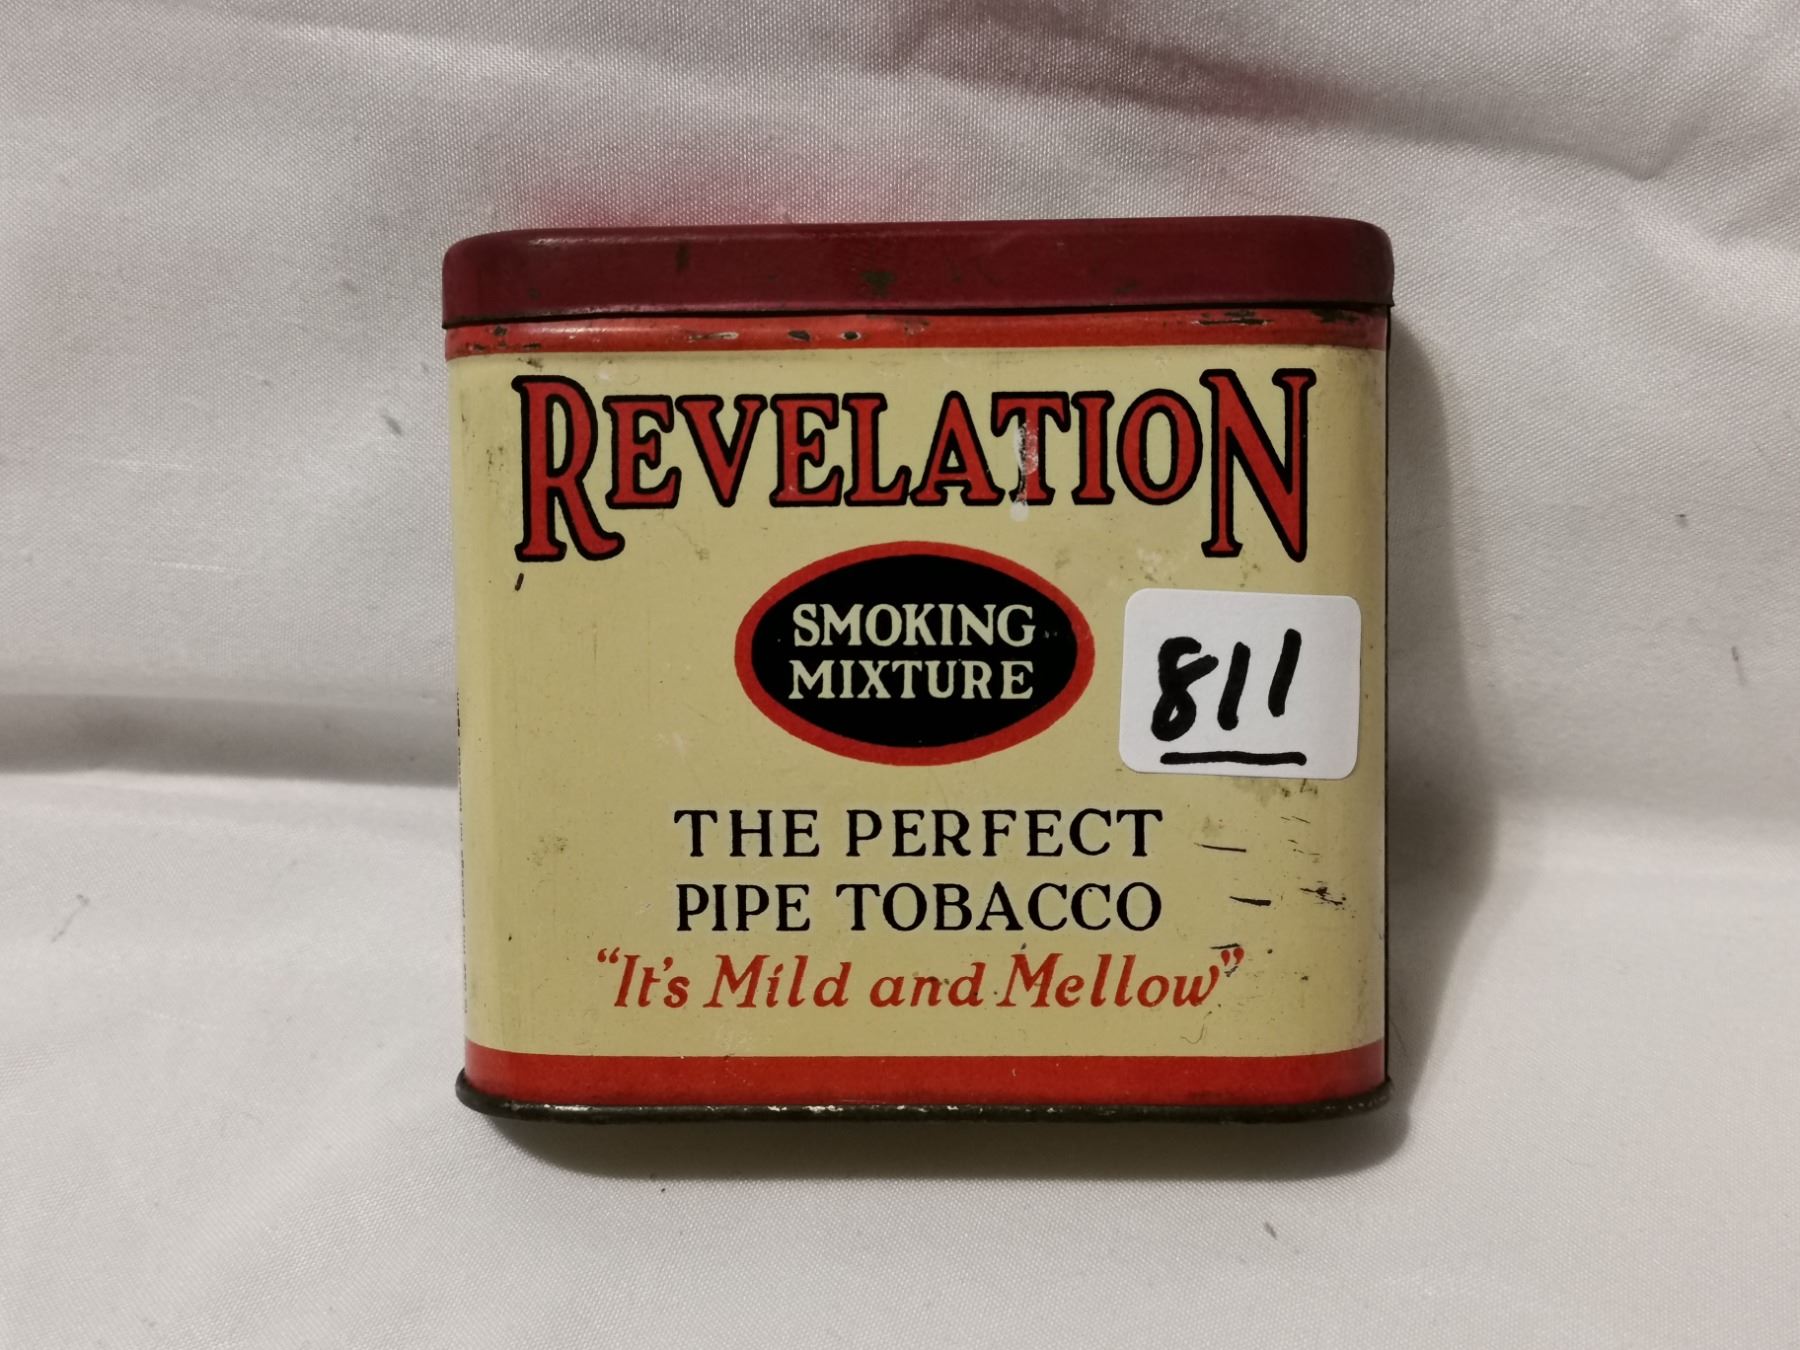 REVELATION
SMOKING
MIXTURE
811
THE PERFECT
PIPE TOBACCO
"It's Mild and Mellow"